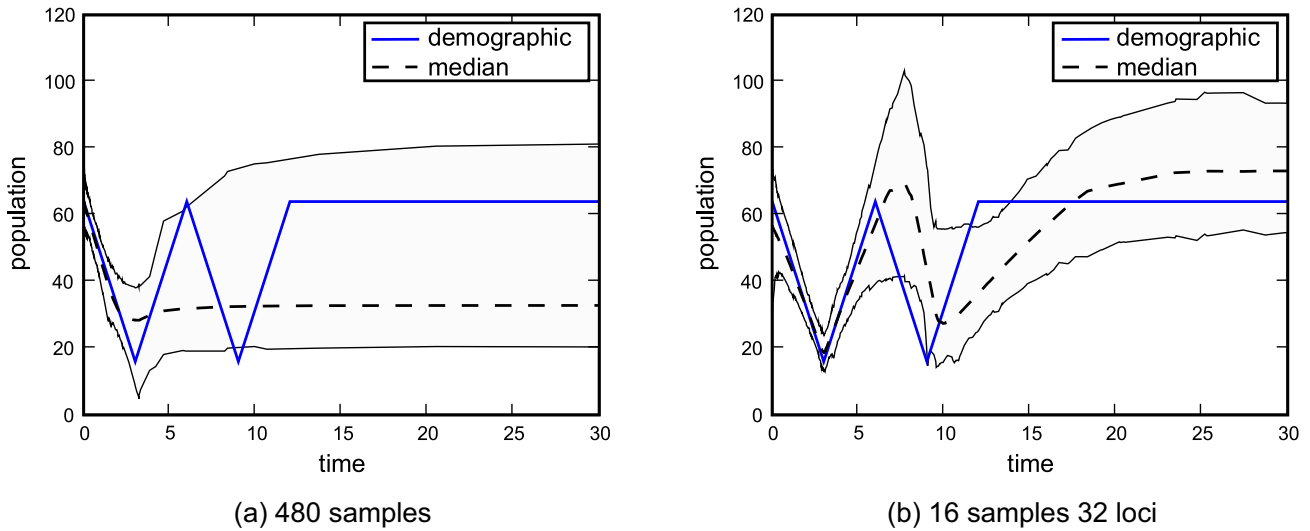 120
100
80
60
40
20
0
population
demographic
median
0 5 10 15 20 25 30
time
(a) 480 samples
120
100
80
60
40
20
0
population
demographic
median
0 5 10 15 20 25 30
time
(b) 16 samples 32 loci